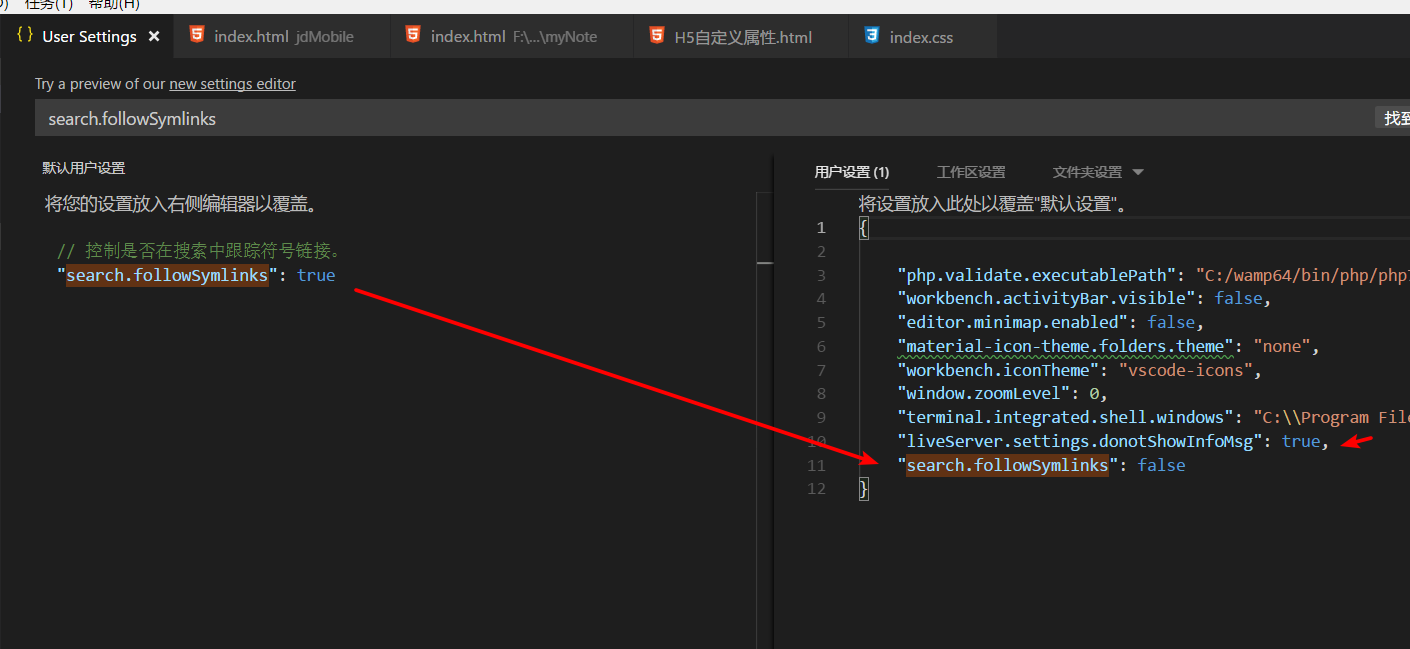 任务(T) 帮助(H)
{} User Settings × index.html jdMobile index.html F:\...\myNote H5自定义属性.html index.css
Try a preview of our new settings editor
search.followSymlinks 找到
默认用户设置
将您的设置放入右侧编辑器以覆盖。
// 控制是否在搜索中跟踪符号链接。
"search.followSymlinks": true
用户设置 (1) 工作区设置 文件夹设置
将设置放入此处以覆盖"默认设置"。
1 {
2
3 "php.validate.executablePath": "C:/wamp64/bin/php/php
4 "workbench.activityBar.visible": false,
5 "editor.minimap.enabled": false,
6 "material-icon-theme.folders.theme": "none",
7 "workbench.iconTheme": "vscode-icons",
8 "window.zoomLevel": 0,
9 "terminal.integrated.shell.windows": "C:\\Program File
10 "liveServer.settings.donotShowInfoMsg": true,
11 "search.followSymlinks": false
12 }